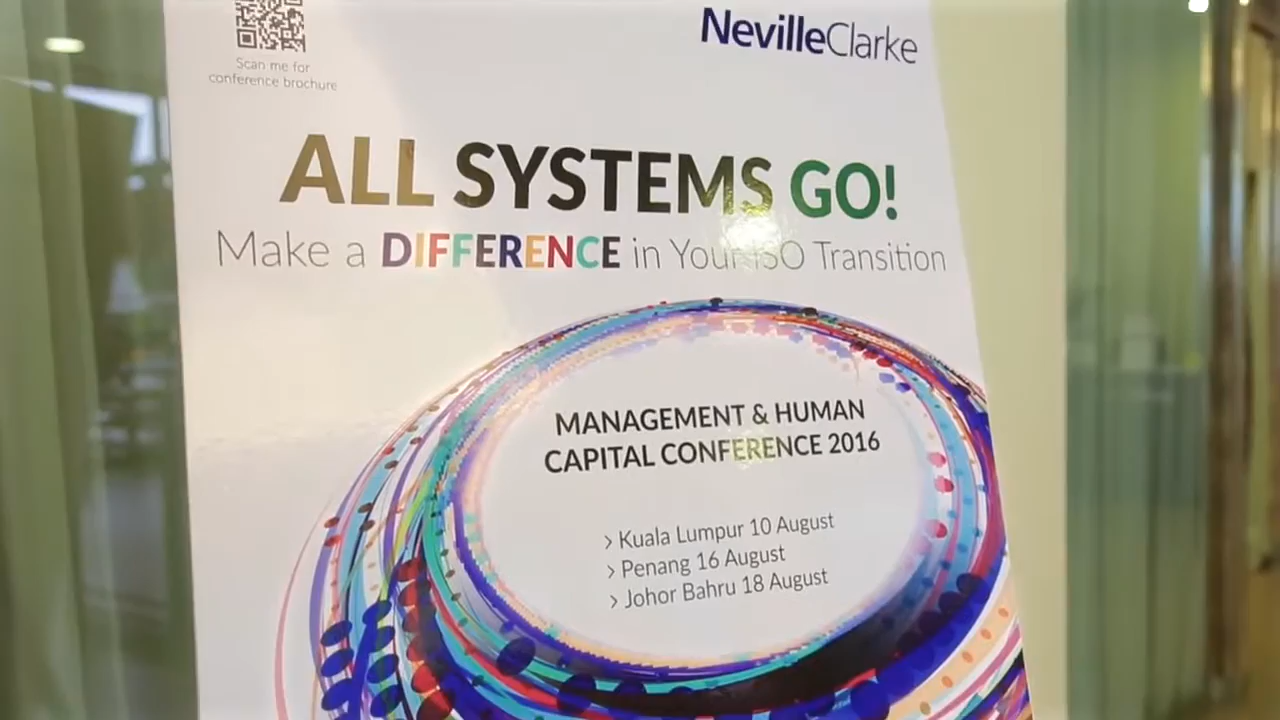 NevilleClarke
Scan me for
conference brochure
ALL SYSTEMS GO!
Make a DIFFERENCE in Your ISO Transition
MANAGEMENT & HUMAN
CAPITAL CONFERENCE 2016
> Kuala Lumpur 10 August
> Penang 16 August
> Johor Bahru 18 August